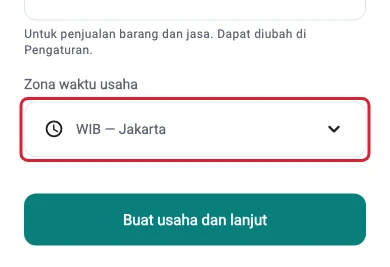 Untuk penjualan barang dan jasa. Dapat diubah di
Pengaturan.
Zona waktu usaha
WIB — Jakarta
Buat usaha dan lanjut